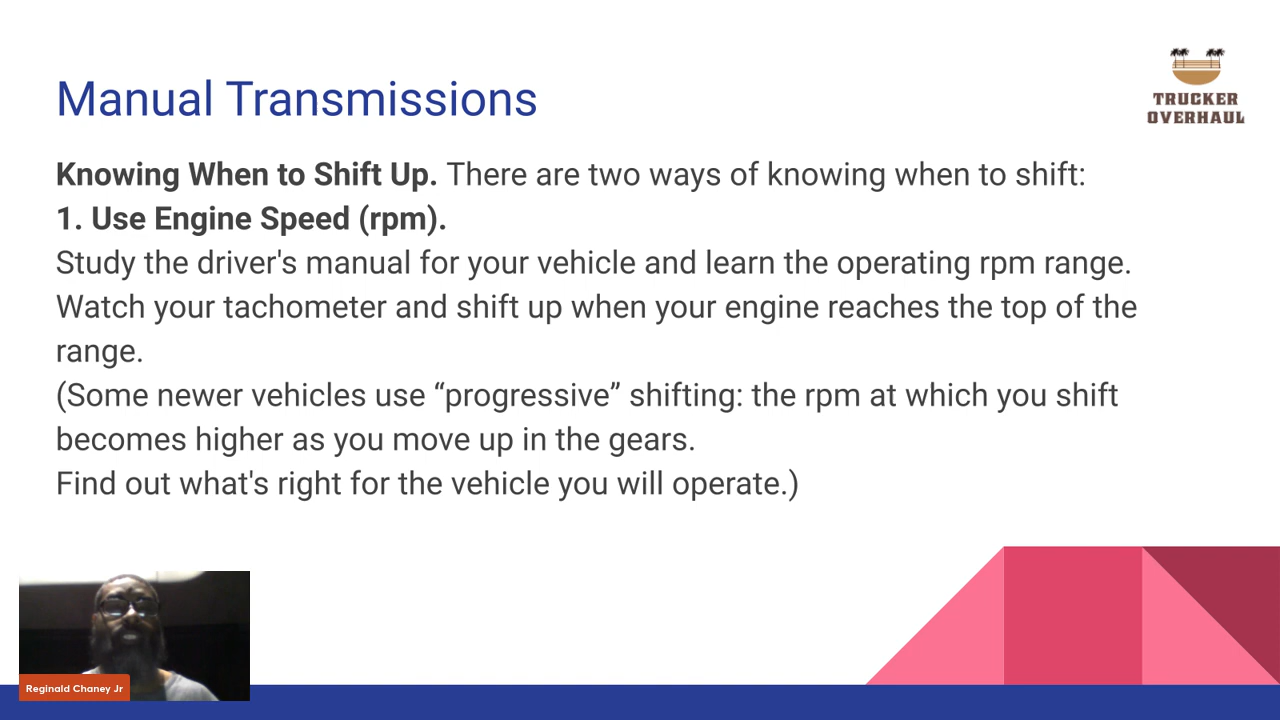 Manual Transmissions
TRUCKER
OVERHAUL
Knowing When to Shift Up. There are two ways of knowing when to shift:
1. Use Engine Speed (rpm).
Study the driver's manual for your vehicle and learn the operating rpm range.
Watch your tachometer and shift up when your engine reaches the top of the
range.
(Some newer vehicles use “progressive” shifting: the rpm at which you shift
becomes higher as you move up in the gears.
Find out what's right for the vehicle you will operate.)
Reginald Chaney Jr